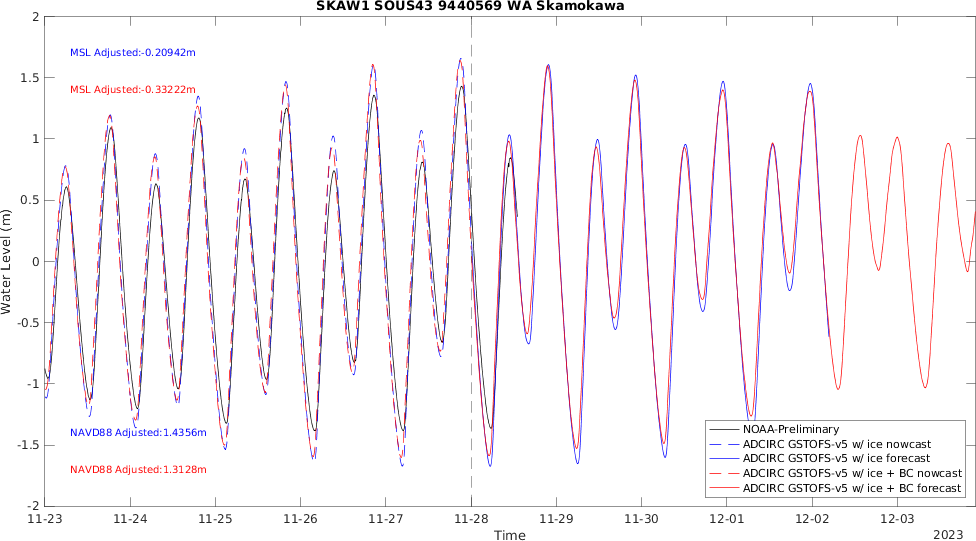 SKAW1 SOUS43 9440569 WA Skamokawa
2
1.5
1
0.5
0
-0.5
-1
-1.5
-2
Water Level (m)
MSL Adjusted:-0.20942m
MSL Adjusted:-0.33222m
NAVD88 Adjusted:1.4356m
NAVD88 Adjusted:1.3128m
NOAA-Preliminary
ADCIRC GSTOFS-v5 w/ ice nowcast
ADCIRC GSTOFS-v5 w/ ice forecast
ADCIRC GSTOFS-v5 w/ ice + BC nowcast
ADCIRC GSTOFS-v5 w/ ice + BC forecast
11-23 11-24 11-25 11-26 11-27 11-28 11-29 11-30 12-01 12-02 12-03
Time
2023